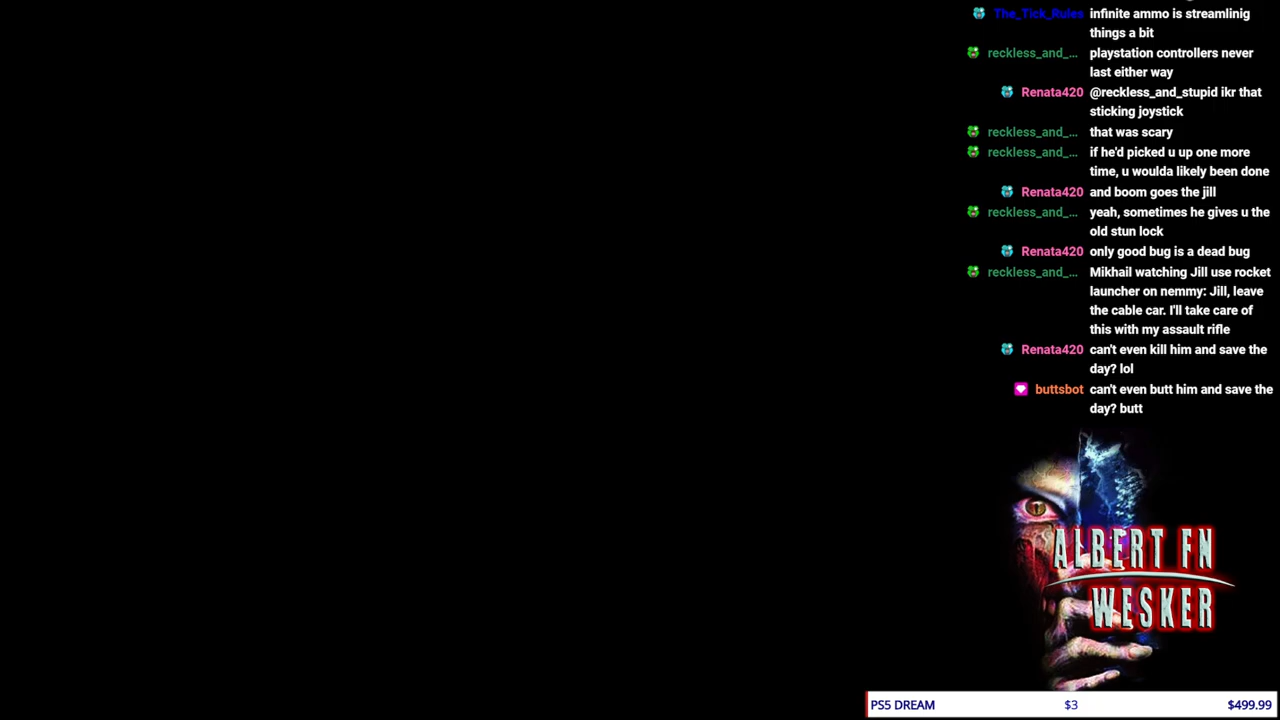 The_Tick_Rules infinite ammo is streamlinig
things a bit
reckless_and_... playstation controllers never
last either way
Renata420 @reckless_and_stupid ikr that
sticking joystick
reckless_and_... that was scary
reckless_and_... if he'd picked u up one more
time, u woulda likely been done
Renata420 and boom goes the jill
reckless_and_... yeah, sometimes he gives u the
old stun lock
Renata420 only good bug is a dead bug
reckless_and_... Mikhail watching Jill use rocket
launcher on nemmy: Jill, leave
the cable car. I'll take care of
this with my assault rifle
Renata420 can't even kill him and save the
day? lol
buttsbot can't even butt him and save the
day? butt
ALBERT FN
WESKER
PS5 DREAM $3 $499.99